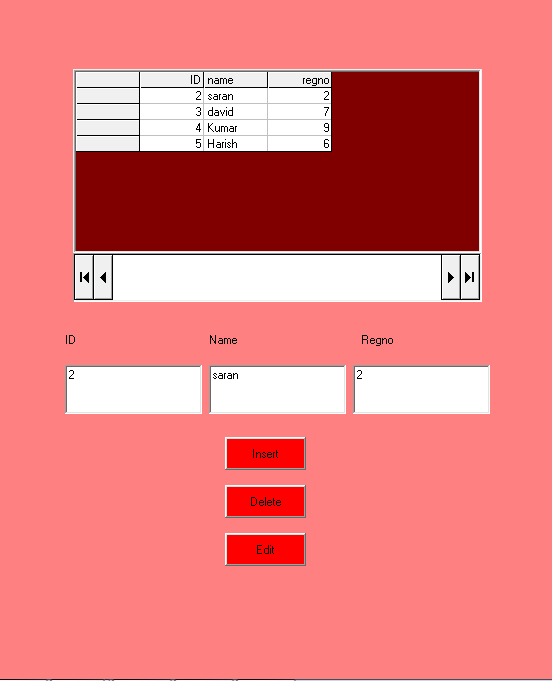 ID name regno
2 saran 2
3 david 7
4 Kumar 9
5 Harish 6
ID Name Regno
2 saran 2
Insert
Delete
Edit